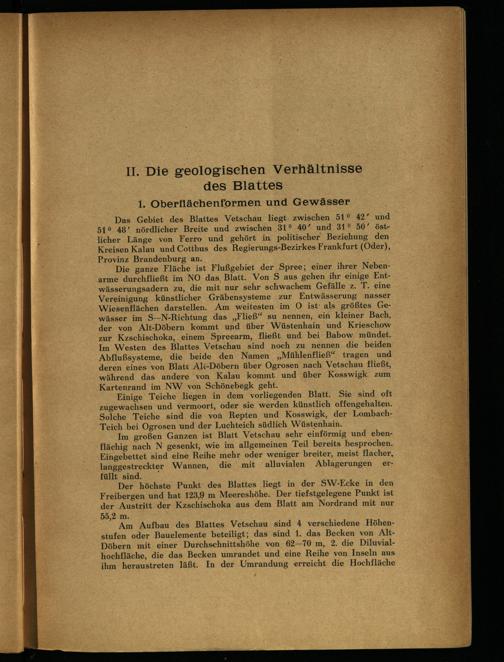 II. Die geologischen Verhältnisse
des Blattes
1. Oberflächenformen und Gewässer
Das Gebiet des Blattes Vetschau liegt zwischen 51° 42′ und
51° 48′ nördlicher Breite und zwischen 31° 40′ und 31° 50′ öst-
licher Länge von Ferro und gehört in politischer Beziehung den
Kreisen Kalau und Cottbus des Regierungs-Bezirkes Frankfurt (Oder),
Provinz Brandenburg an.
Die ganze Fläche ist Flußgebiet der Spree; einer ihrer Neben-
arme durchfließt im NO das Blatt. Von S aus gehen ihr einige Ent-
wässerungsadern zu, die mit nur sehr schwachem Gefälle z. T. eine
Vereinigung künstlicher Gräbensysteme zur Entwässerung nasser
Wiesenflächen darstellen. Am weitesten im O ist als größtes Ge-
wässer im S—N-Richtung das „Fließ" zu nennen, ein kleiner Bach,
der von Alt-Döbern kommt und über Wüstenhain und Krieschow
zur Kzschischoka, einem Spreearm, fließt und bei Babow mündet.
Im Westen des Blattes Vetschau sind noch zu nennen die beiden
Abflußsysteme, die beide den Namen „Mühlenfließ" tragen und
deren eines von Blatt Alt-Döbern über Ogrosen nach Vetschau fließt,
während das andere von Kalau kommt und über Kosswigk zum
Kartenrand im NW von Schönebegk geht.
Einige Teiche liegen in dem vorliegenden Blatt. Sie sind oft
zugewachsen und vermoort, oder sie werden künstlich offengehalten.
Solche Teiche sind die von Repten und Kosswigk, der Lombach-
Teich bei Ogrosen und der Luchteich südlich Wüstenhain.
Im großen Ganzen ist Blatt Vetschau sehr einförmig und eben-
flächig nach N gesenkt, wie im allgemeinen Teil bereits besprochen.
Eingebettet sind eine Reihe mehr oder weniger breiter, meist flacher,
langgestreckter Wannen, die mit alluvialen Ablagerungen er-
füllt sind.
Der höchste Punkt des Blattes liegt in der SW-Ecke in den
Freibergen und hat 123,9 m Meereshöhe. Der tiefstgelegene Punkt ist
der Austritt der Kzschischoka aus dem Blatt am Nordrand mit nur
55,2 m.
Am Aufbau des Blattes Vetschau sind 4 verschiedene Höhen-
stufen oder Bauelemente beteiligt; das sind 1. das Becken von Alt-
Döbern mit einer Durchschnittshöhe von 62—70 m, 2. die Diluvial-
hochfläche, die das Becken umrandet und eine Reihe von Inseln aus
ihm heraustreten läßt. In der Umrandung erreicht die Hochfläche